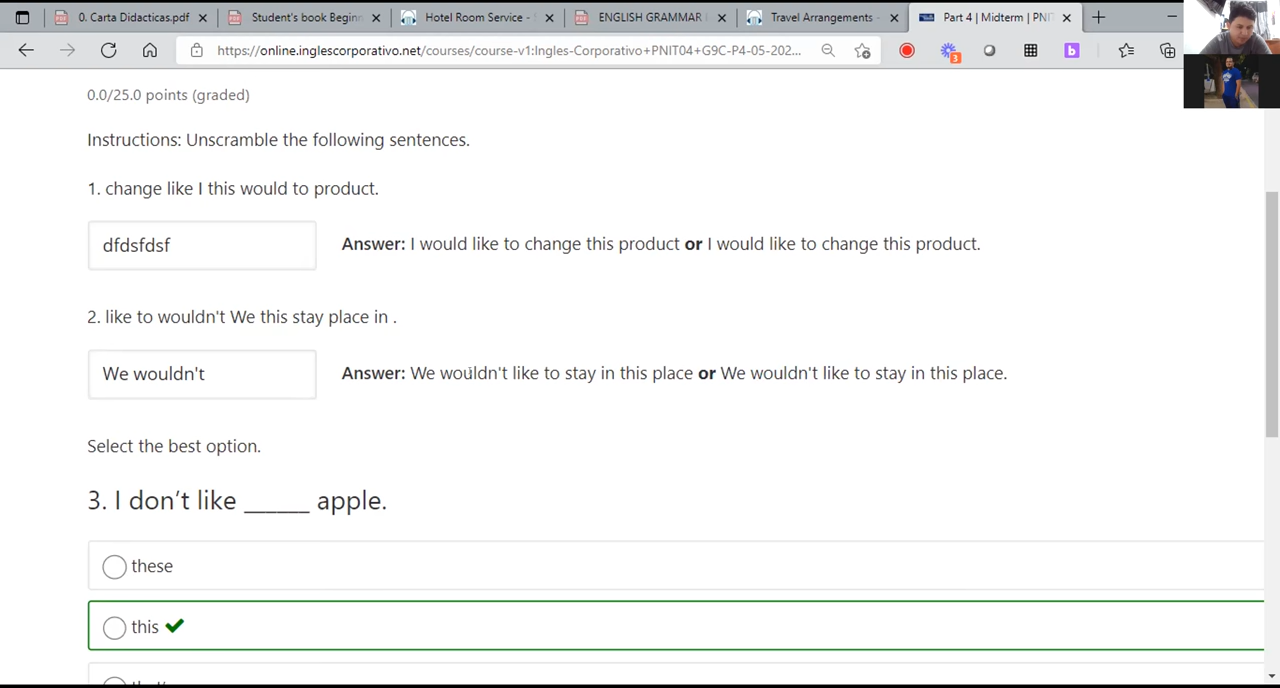 0. Carta Didacticas.pdf
Student's book Beginn
Hotel Room Service -
ENGLISH GRAMMAR
Travel Arrangements -
Part 4 | Midterm | PNI
https://online.inglescorporativo.net/courses/course-v1:Ingles-Corporativo+PNIT04+G9C-P4-05-202...
3
b
0.0/25.0 points (graded)
Instructions: Unscramble the following sentences.
1. change like I this would to product.
dfdsfdsf
Answer: I would like to change this product or I would like to change this product.
2. like to wouldn't We this stay place in .
We wouldn't
Answer: We wouldn't like to stay in this place or We wouldn't like to stay in this place.
Select the best option.
3. I don’t like ______ apple.
these
this